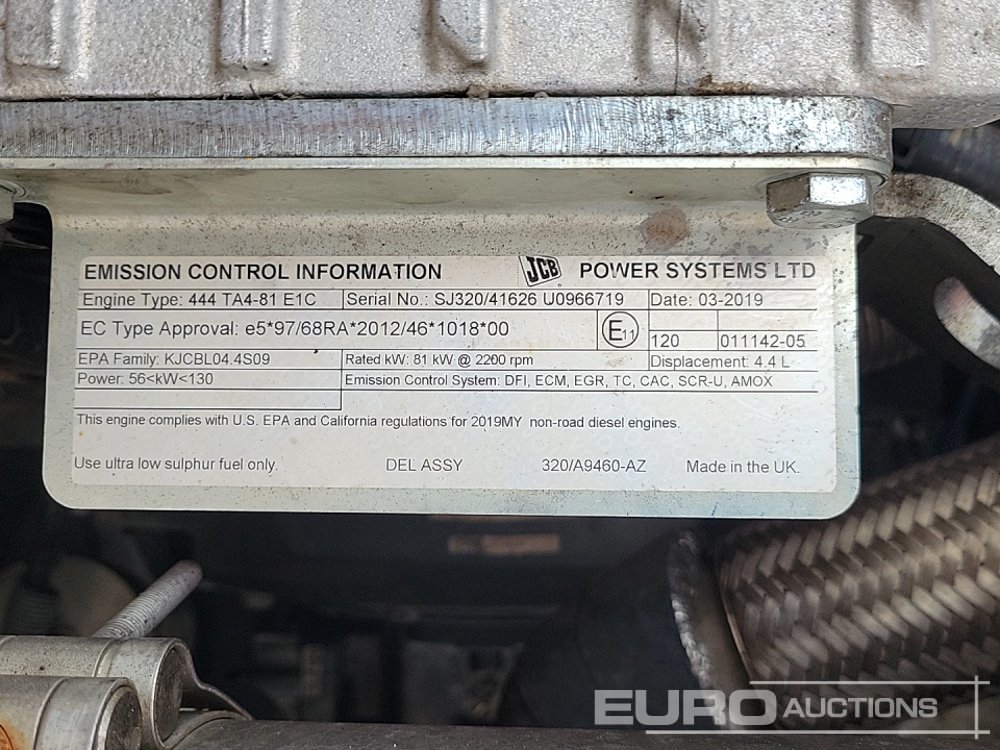 EMISSION CONTROL INFORMATION JCB POWER SYSTEMS LTD
Engine Type: 444 TA4-81 E1C Serial No.: SJ320/41626 U0966719 Date: 03-2019
EC Type Approval: e5*97/68RA*2012/46*1018*00 E11 120 011142-05
EPA Family: KJCBL04.4S09 Rated kW: 81 kW @ 2200 rpm Displacement: 4.4 L
Power: 56<kW<130 Emission Control System: DFI, ECM, EGR, TC, CAC, SCR-U, AMOX
This engine complies with U.S. EPA and California regulations for 2019MY non-road diesel engines.
Use ultra low sulphur fuel only. DEL ASSY 320/A9460-AZ Made in the UK.
EURO AUCTIONS